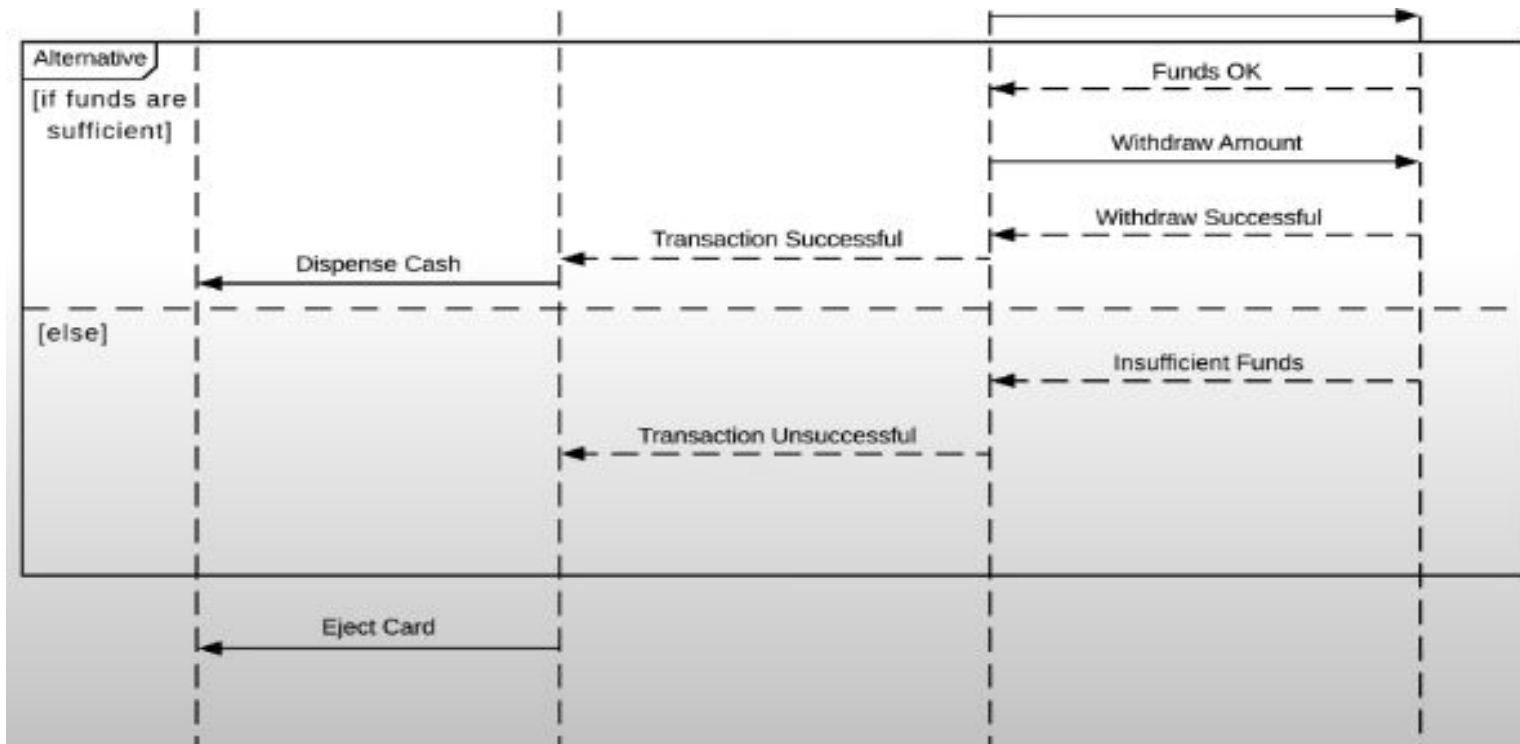 Alternative
[if funds are
sufficient]
Funds OK
Withdraw Amount
Withdraw Successful
Transaction Successful
Dispense Cash
[else]
Insufficient Funds
Transaction Unsuccessful
Eject Card